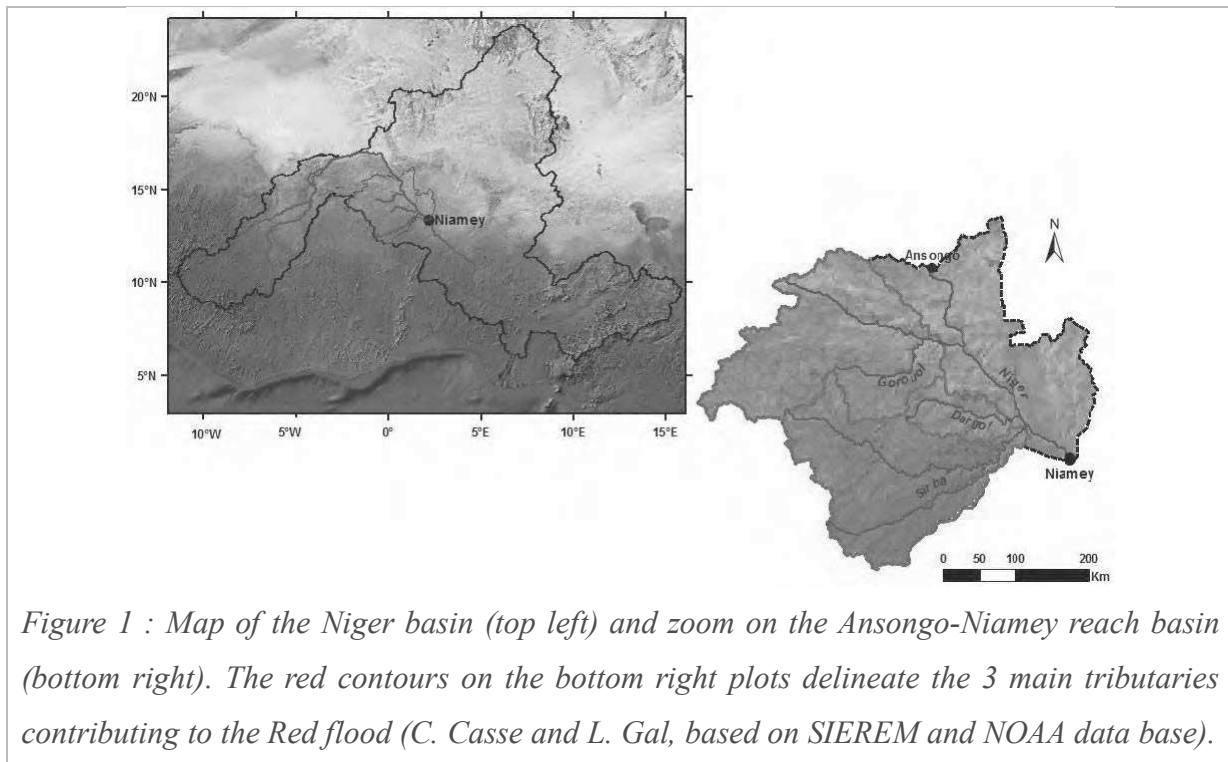 20°N
15°N
10°N
5°N
10°W 5°W 0° 5°E 10°E 15°E
Niamey
N
Ansongo
Niger
Gorouol
Dargol
Sirba
Niamey
0 50 100 200
Km
Figure 1 : Map of the Niger basin (top left) and zoom on the Ansongo-Niamey reach basin
(bottom right). The red contours on the bottom right plots delineate the 3 main tributaries
contributing to the Red flood (C. Casse and L. Gal, based on SIEREM and NOAA data base).